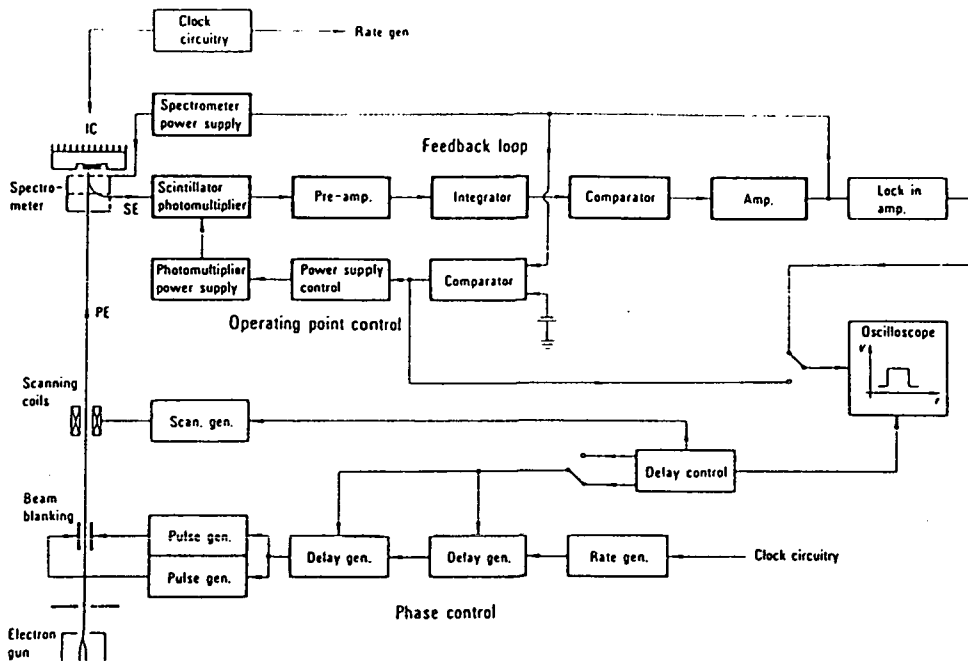 Clock
circuitry
Rate gen
Spectrometer
power supply
IC
Feedback loop
Spectro-
meter
SE
Scintillator
photomultiplier
Pre-amp.
Integrator
Comparator
Amp.
Lock in
amp.
Photomultiplier
power supply
Power supply
control
Comparator
PE
Operating point control
Oscilloscope
V
Scanning
coils
Scan. gen.
Delay control
Beam
blanking
Pulse gen.
Pulse gen.
Delay gen.
Delay gen.
Rate gen.
Clock circuitry
Phase control
Electron
gun